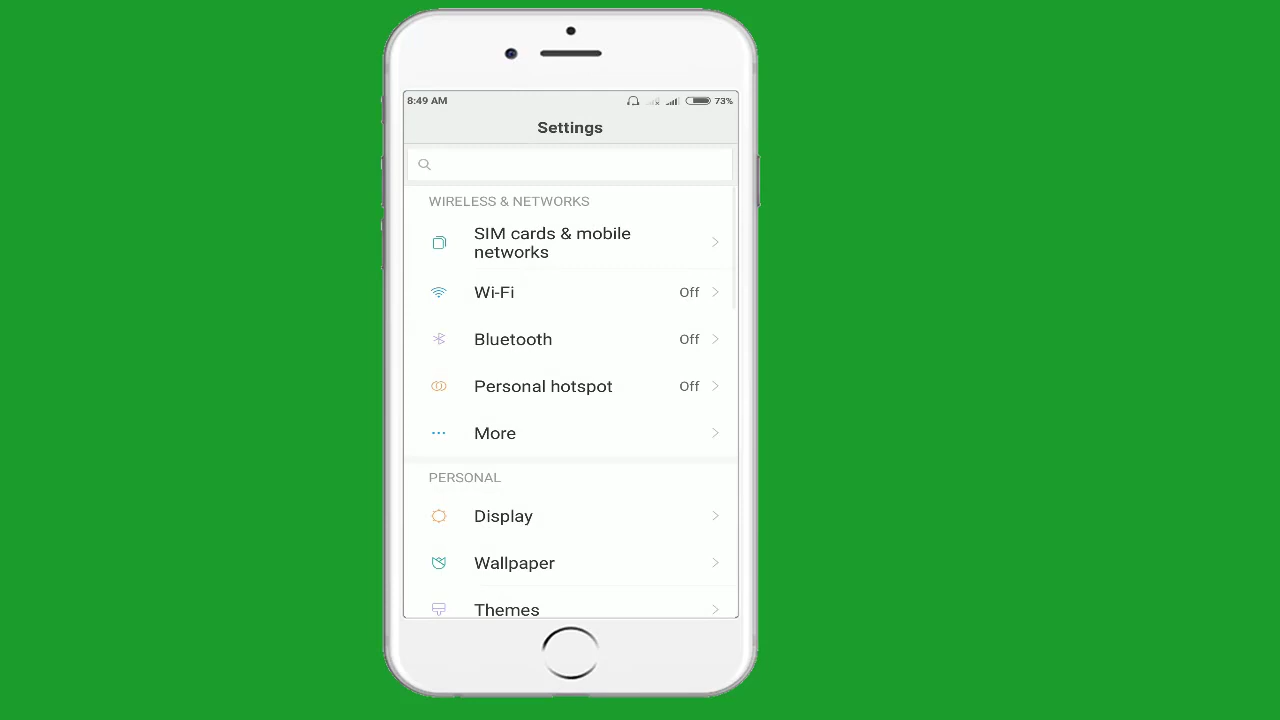 8:49 AM 73%
Settings
WIRELESS & NETWORKS
SIM cards & mobile
networks
Wi-Fi Off
Bluetooth Off
Personal hotspot Off
More
PERSONAL
Display
Wallpaper
Themes